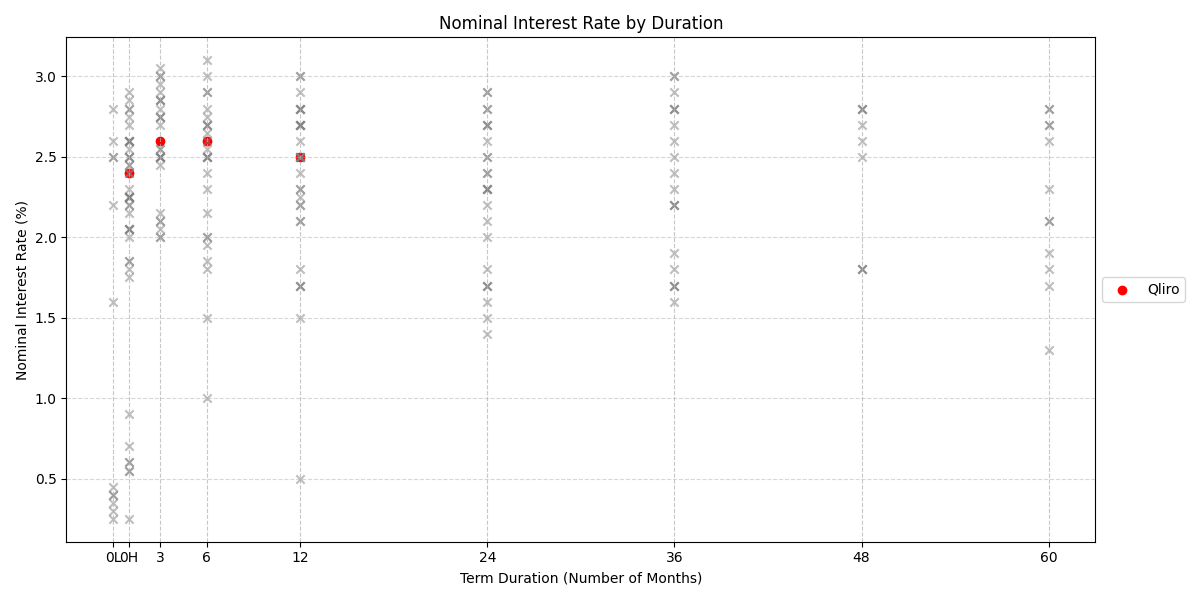 Nominal Interest Rate by Duration
Nominal Interest Rate (%)
3.0
2.5
2.0
1.5
1.0
0.5
0L 0H 3 6 12 24 36 48 60
Term Duration (Number of Months)
Qliro